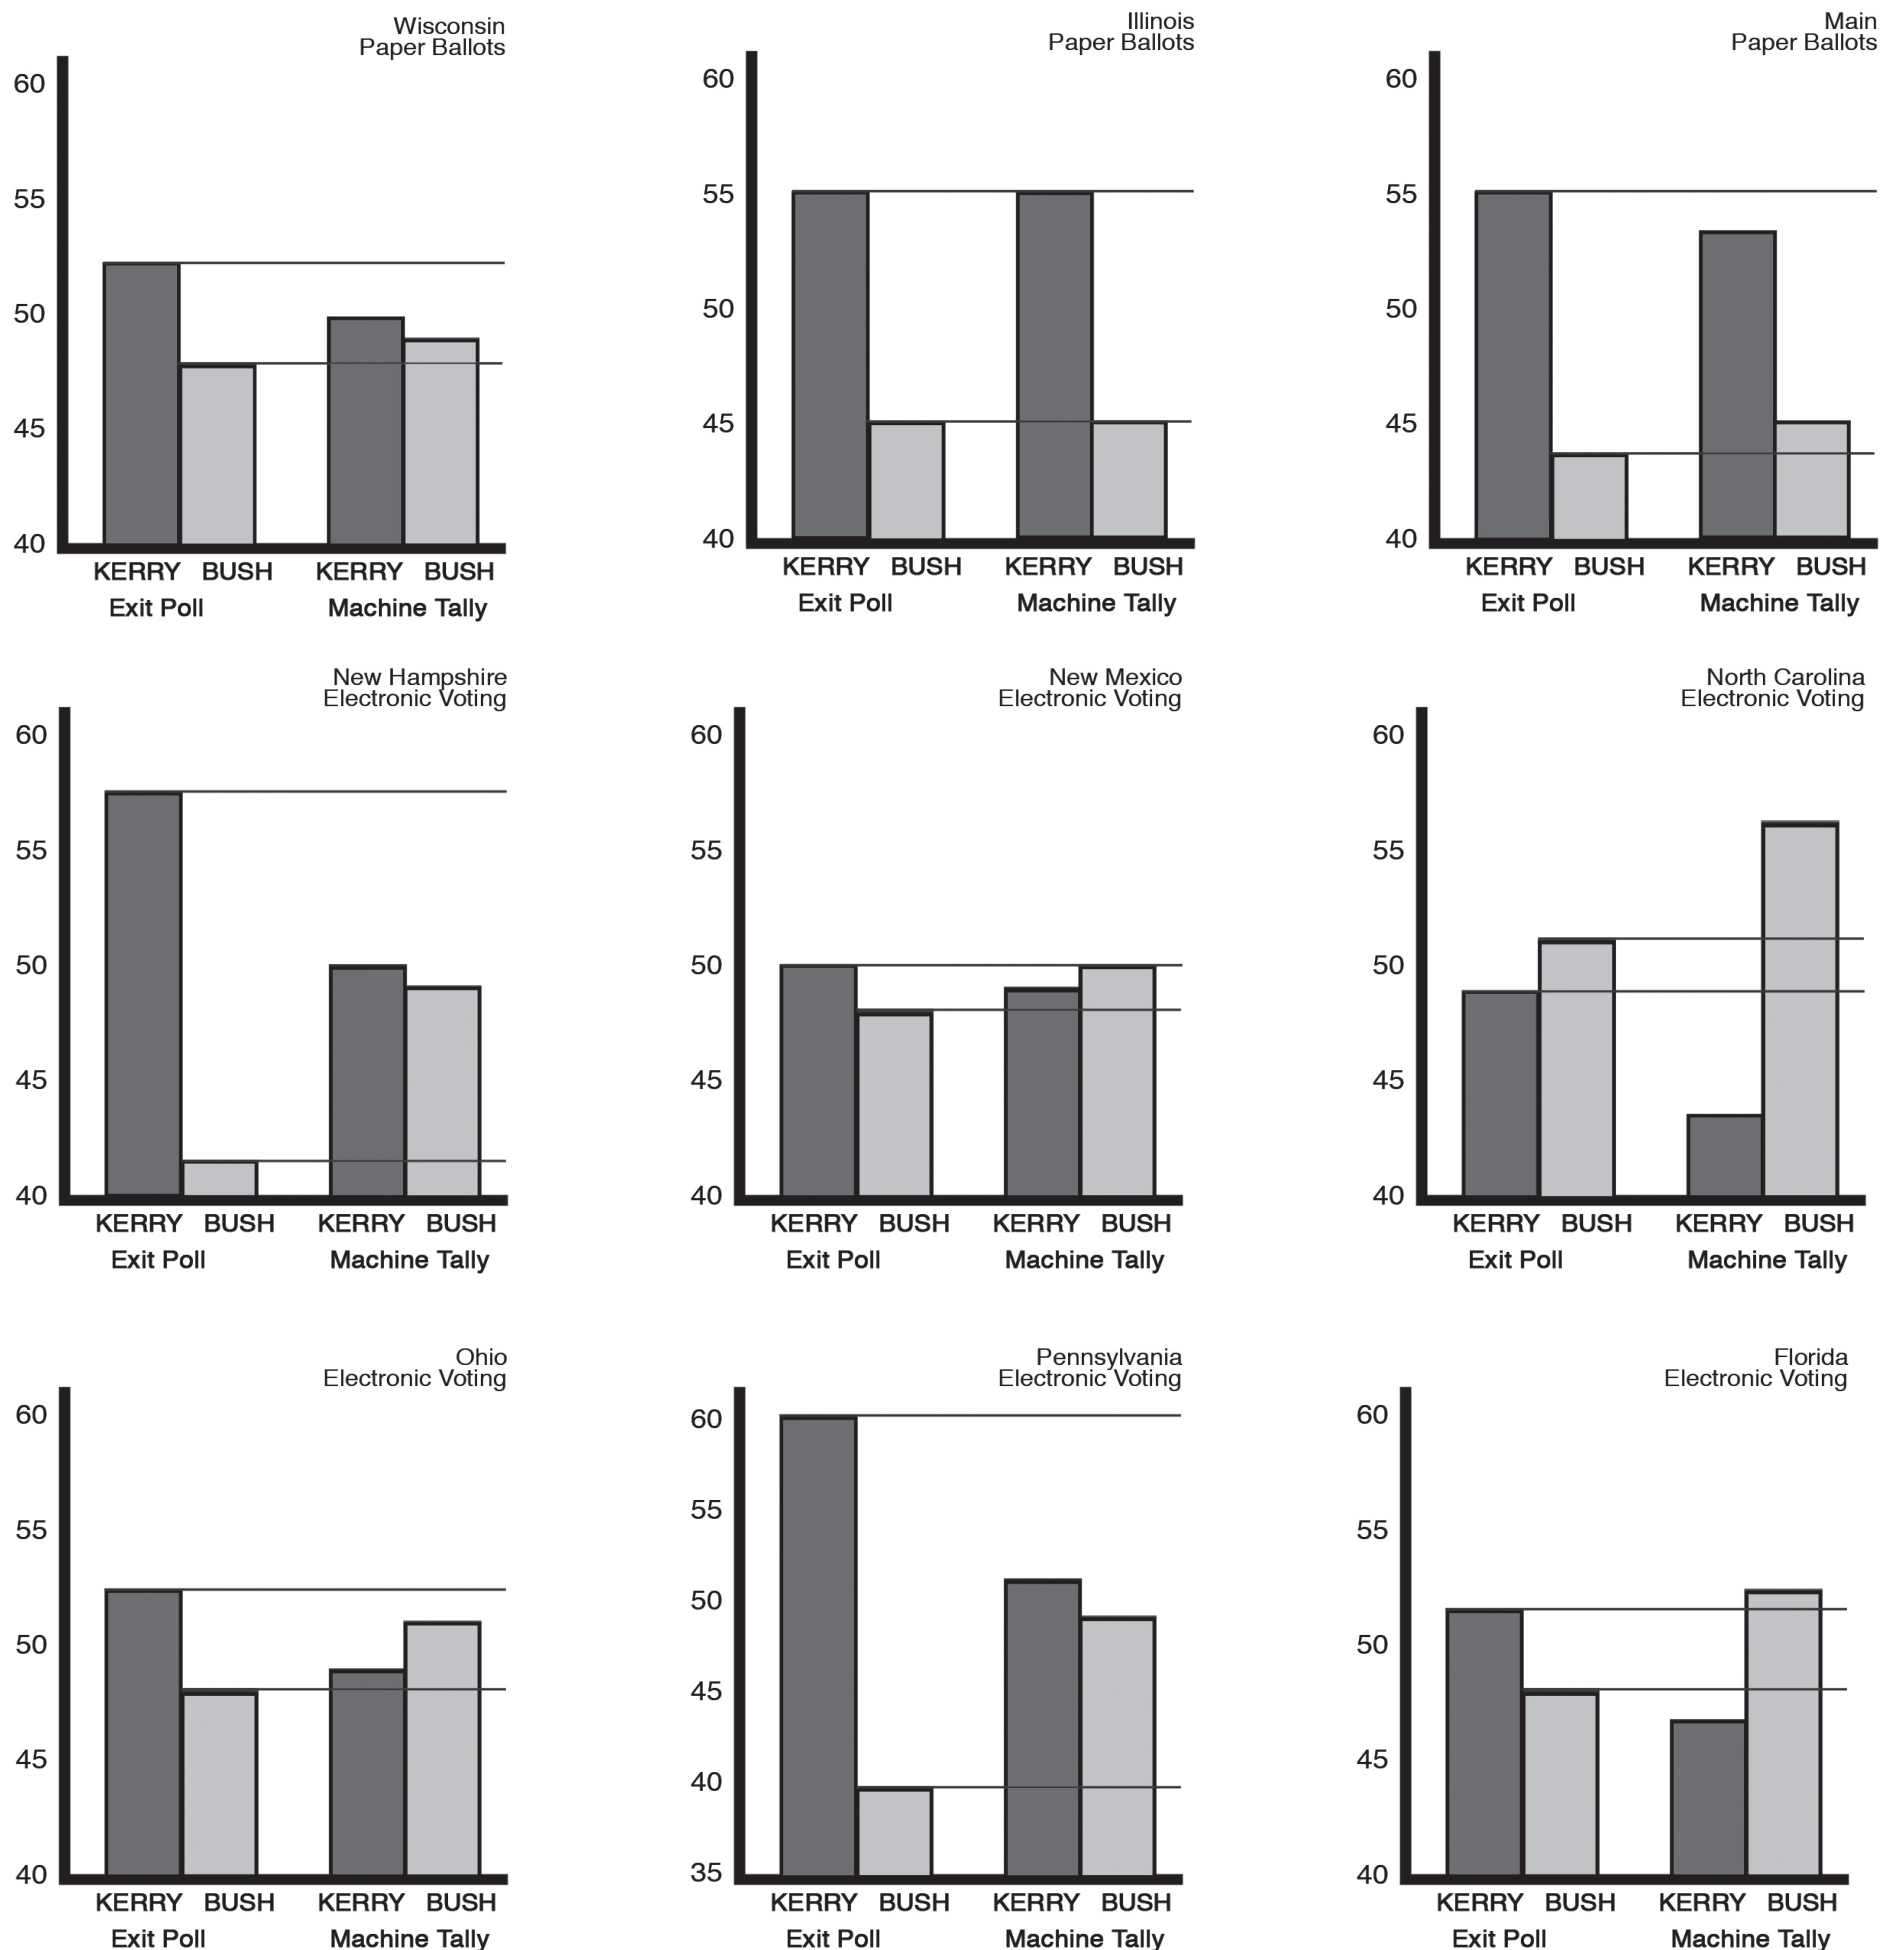 Wisconsin
Paper Ballots
60
55
50
45
40
KERRY BUSH KERRY BUSH
Exit Poll Machine Tally
Illinois
Paper Ballots
60
55
50
45
40
KERRY BUSH KERRY BUSH
Exit Poll Machine Tally
Main
Paper Ballots
60
55
50
45
40
KERRY BUSH KERRY BUSH
Exit Poll Machine Tally
New Hampshire
Electronic Voting
60
55
50
45
40
KERRY BUSH KERRY BUSH
Exit Poll Machine Tally
New Mexico
Electronic Voting
60
55
50
45
40
KERRY BUSH KERRY BUSH
Exit Poll Machine Tally
North Carolina
Electronic Voting
60
55
50
45
40
KERRY BUSH KERRY BUSH
Exit Poll Machine Tally
Ohio
Electronic Voting
60
55
50
45
40
KERRY BUSH KERRY BUSH
Exit Poll Machine Tally
Pennsylvania
Electronic Voting
60
55
50
45
40
35
KERRY BUSH KERRY BUSH
Exit Poll Machine Tally
Florida
Electronic Voting
60
55
50
45
40
KERRY BUSH KERRY BUSH
Exit Poll Machine Tally